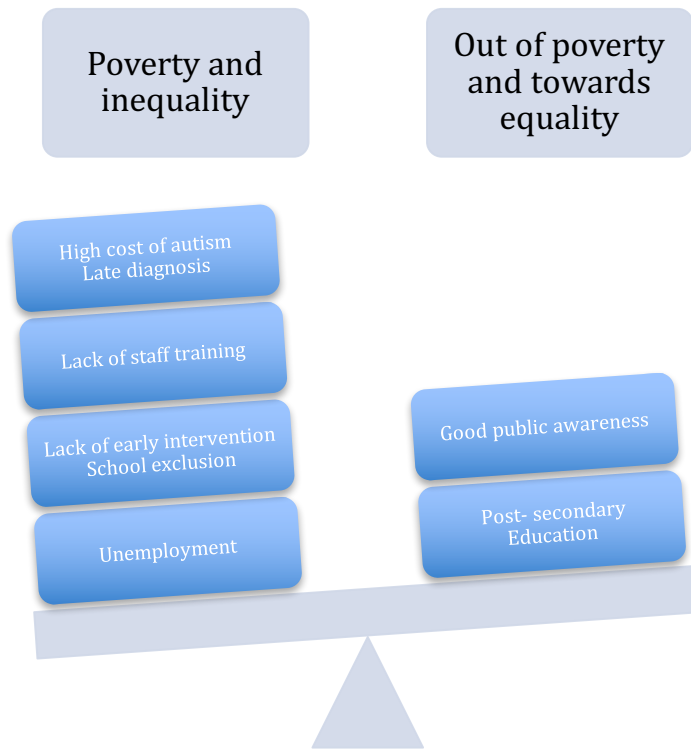 Poverty and
inequality
Out of poverty
and towards
equality
High cost of autism
Late diagnosis
Lack of staff training
Lack of early intervention
School exclusion
Unemployment
Good public awareness
Post- secondary
Education